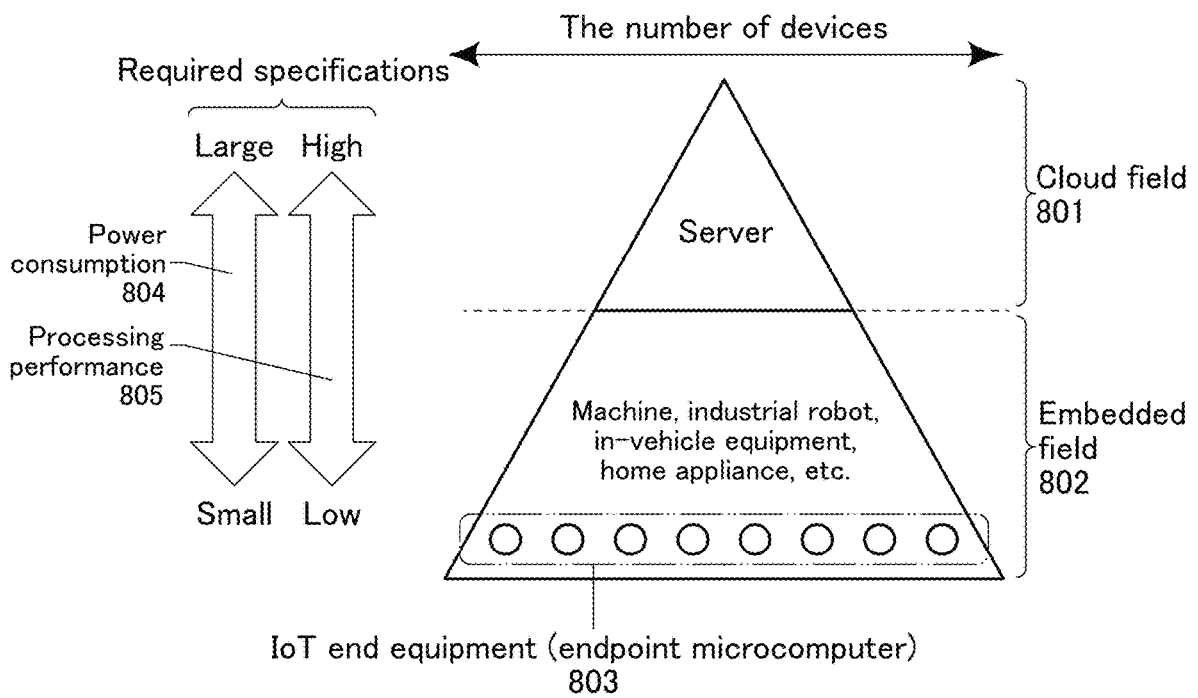 The number of devices
Required specifications
Large High
Power
consumption
804
Processing
performance
805
Small Low
Server
Cloud field
801
Machine, industrial robot,
in-vehicle equipment,
home appliance, etc.
Embedded
field
802
IoT end equipment (endpoint microcomputer)
803